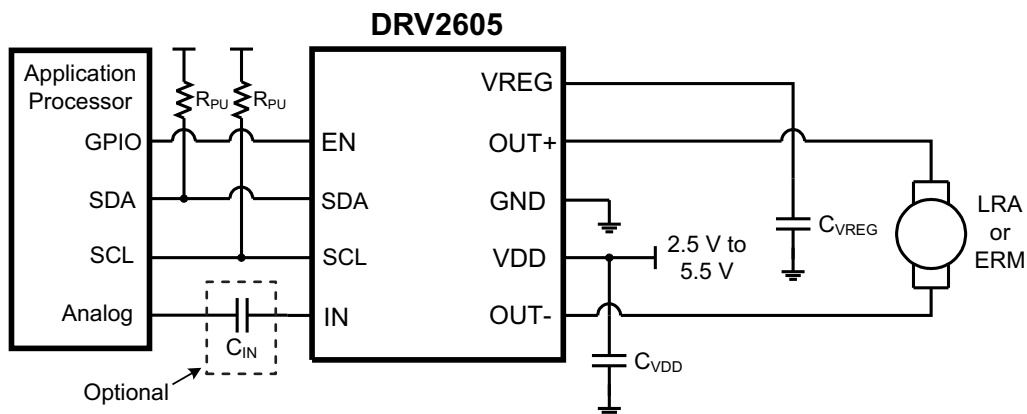 DRV2605
Application
Processor
GPIO
SDA
SCL
Analog
RPU
RPU
CIN
Optional
EN
SDA
SCL
IN
VREG
OUT+
GND
VDD
OUT-
2.5 V to
5.5 V
CVREG
CVDD
LRA
or
ERM